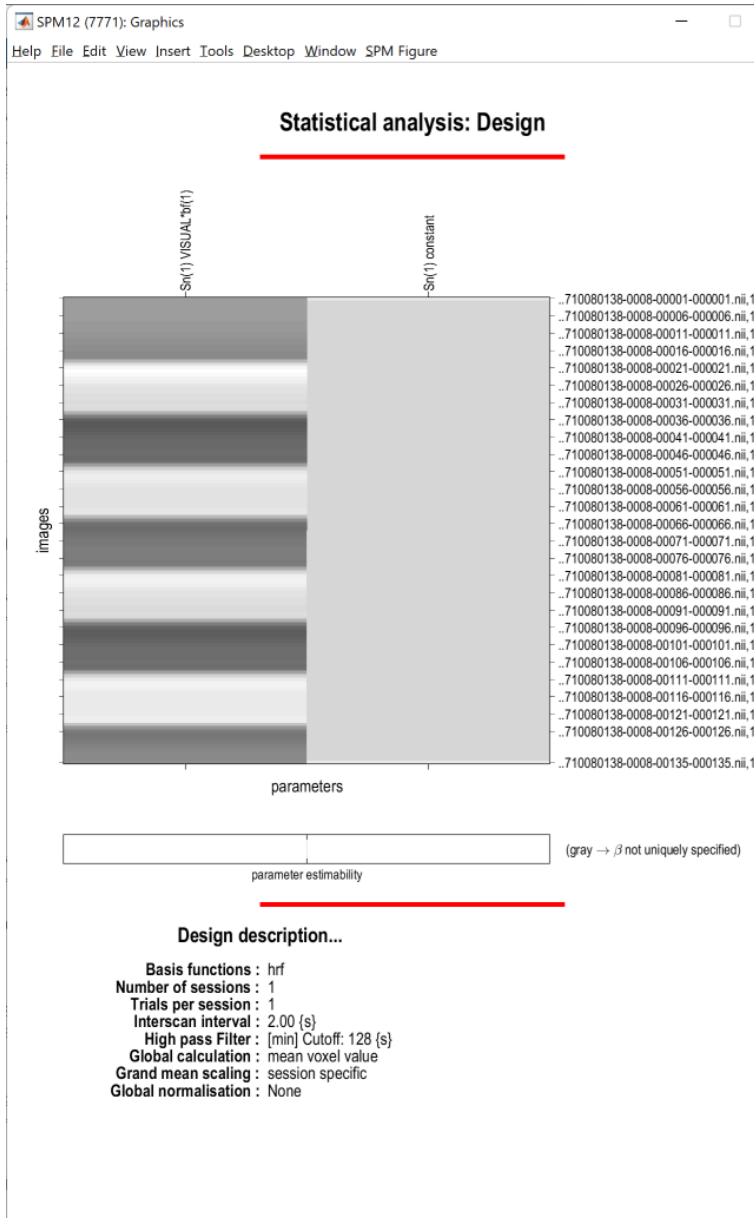 SPM12 (7771): Graphics
Help File Edit View Insert Tools Desktop Window SPM Figure
Statistical analysis: Design
Sn(1) VISUAL*bf(1)
Sn(1) constant
images
..710080138-0008-00001-000001.nii,1
..710080138-0008-00006-000006.nii,1
..710080138-0008-00011-000011.nii,1
..710080138-0008-00016-000016.nii,1
..710080138-0008-00021-000021.nii,1
..710080138-0008-00026-000026.nii,1
..710080138-0008-00031-000031.nii,1
..710080138-0008-00036-000036.nii,1
..710080138-0008-00041-000041.nii,1
..710080138-0008-00046-000046.nii,1
..710080138-0008-00051-000051.nii,1
..710080138-0008-00056-000056.nii,1
..710080138-0008-00061-000061.nii,1
..710080138-0008-00066-000066.nii,1
..710080138-0008-00071-000071.nii,1
..710080138-0008-00076-000076.nii,1
..710080138-0008-00081-000081.nii,1
..710080138-0008-00086-000086.nii,1
..710080138-0008-00091-000091.nii,1
..710080138-0008-00096-000096.nii,1
..710080138-0008-00101-000101.nii,1
..710080138-0008-00106-000106.nii,1
..710080138-0008-00111-000111.nii,1
..710080138-0008-00116-000116.nii,1
..710080138-0008-00121-000121.nii,1
..710080138-0008-00126-000126.nii,1
..710080138-0008-00135-000135.nii,1
parameters
(gray → β not uniquely specified)
parameter estimability
Design description...
Basis functions : hrf
Number of sessions : 1
Trials per session : 1
Interscan interval : 2.00 {s}
High pass Filter : [min] Cutoff: 128 {s}
Global calculation : mean voxel value
Grand mean scaling : session specific
Global normalisation : None